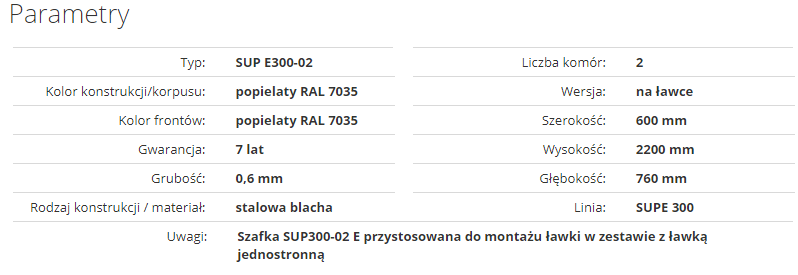 Parametry
Typ: SUP E300-02 Liczba komór: 2
Kolor konstrukcji/korpusu: popielaty RAL 7035 Wersja: na ławce
Kolor frontów: popielaty RAL 7035 Szerokość: 600 mm
Gwarancja: 7 lat Wysokość: 2200 mm
Grubość: 0,6 mm Głębokość: 760 mm
Rodzaj konstrukcji / materiał: stalowa blacha Linia: SUPE 300
Uwagi: Szafka SUP300-02 E przystosowana do montażu ławki w zestawie z ławką
jednostronną